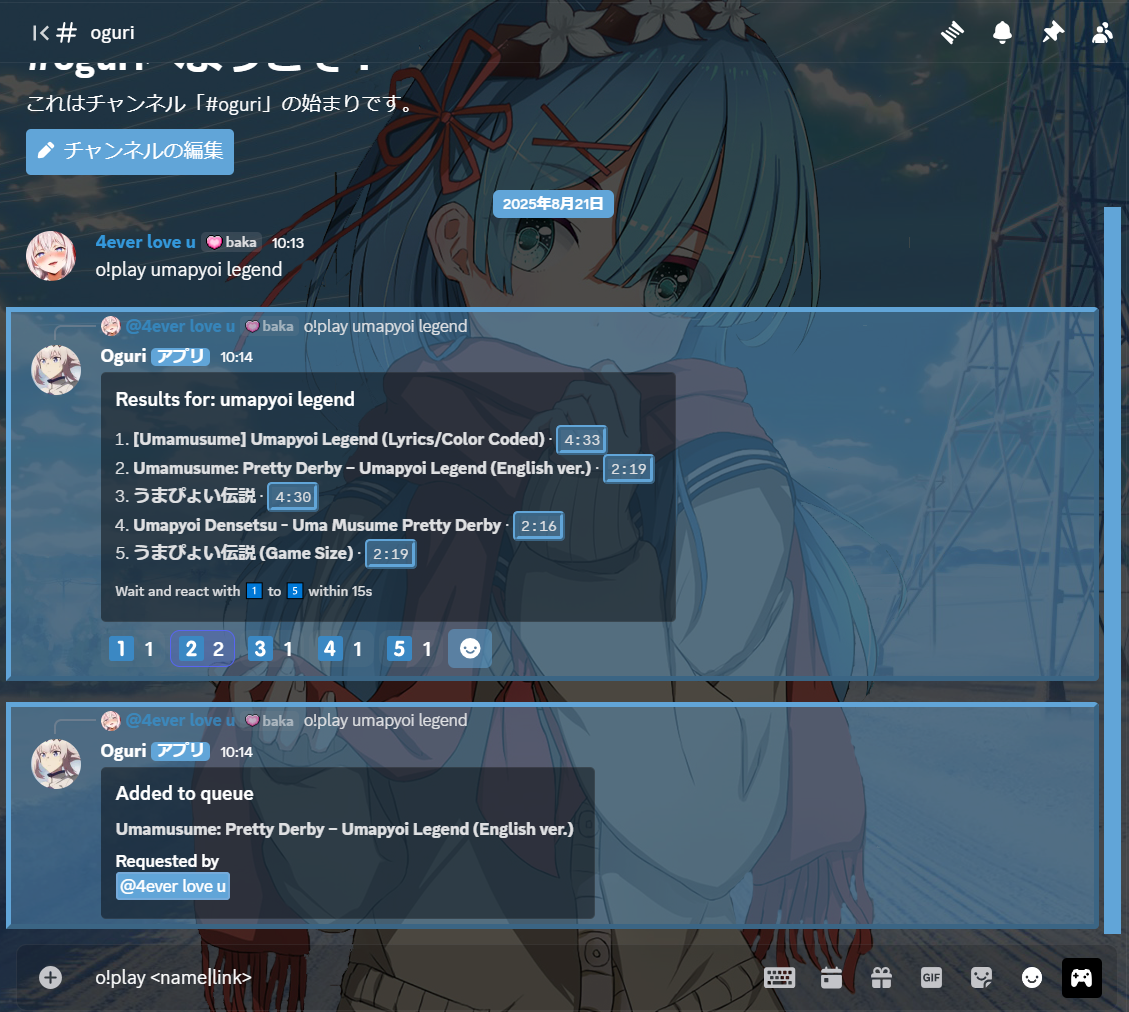 oguri
#oguri へようこそ！
これはチャンネル「#oguri」の始まりです。
チャンネルの編集
2025年8月21日
4ever love u baka 10:13
o!play umapyoi legend
@4ever love u baka o!play umapyoi legend
Oguri アプリ 10:14
Results for: umapyoi legend
1. [Umamusume] Umapyoi Legend (Lyrics/Color Coded) · 4:33
2. Umamusume: Pretty Derby – Umapyoi Legend (English ver.) · 2:19
3. うまぴょい伝説 · 4:30
4. Umapyoi Densetsu - Uma Musume Pretty Derby · 2:16
5. うまぴょい伝説 (Game Size) · 2:19
Wait and react with 1 to 5 within 15s
1 1 2 2 3 1 4 1 5 1
@4ever love u baka o!play umapyoi legend
Oguri アプリ 10:14
Added to queue
Umamusume: Pretty Derby – Umapyoi Legend (English ver.)
Requested by
@4ever love u
o!play <name|link>
GIF